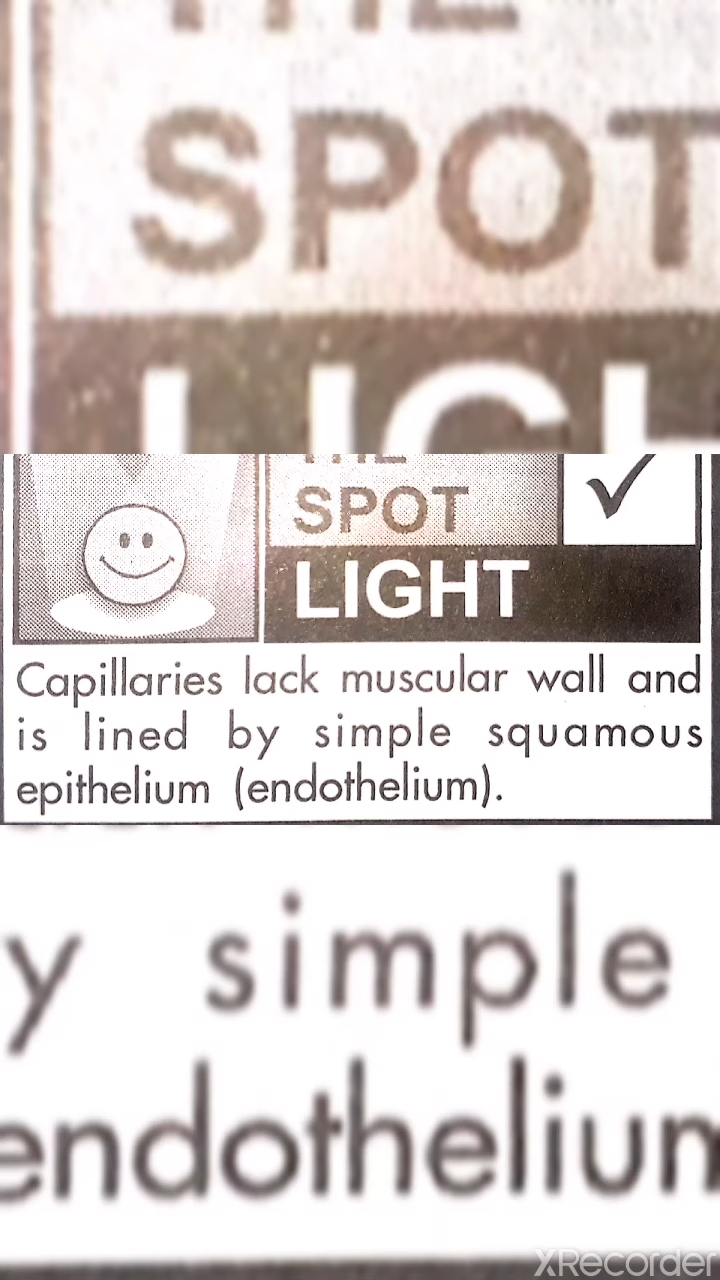 SPOT
SPOT
LIGHT
Capillaries lack muscular wall and
is lined by simple squamous
epithelium (endothelium).
y simple
endothelium
XRecorder